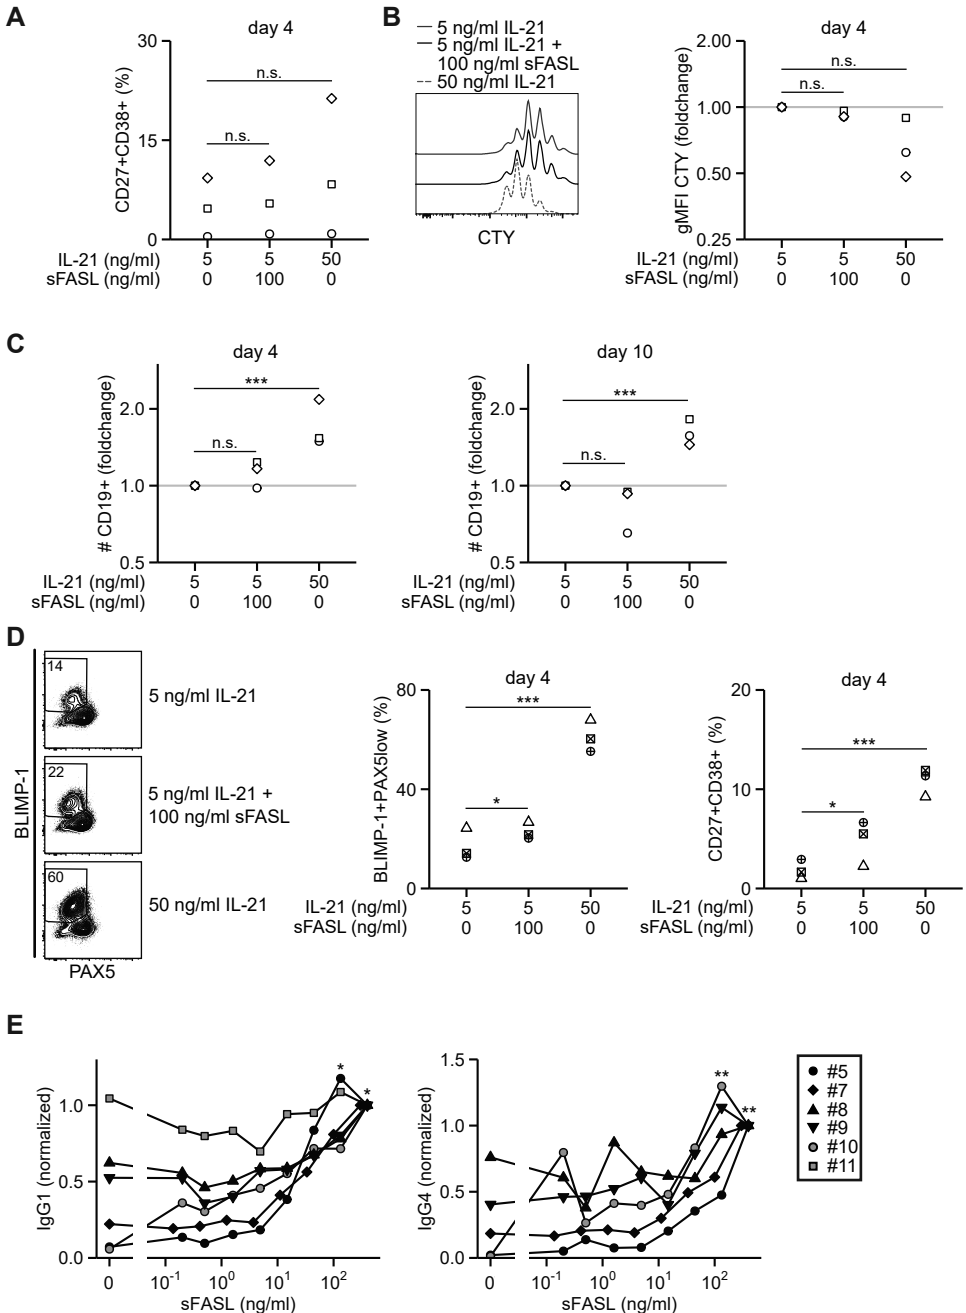 A
day 4
30
15
0
CD27+CD38+ (%)
n.s.
n.s.
IL-21 (ng/ml) 5 5 50
sFASL (ng/ml) 0 100 0
B
5 ng/ml IL-21
5 ng/ml IL-21 +
100 ng/ml sFASL
50 ng/ml IL-21
CTY
day 4
2.00
1.00
0.50
0.25
gMFI CTY (foldchange)
n.s.
n.s.
5 5 50
0 100 0
C
day 4
2.0
1.0
0.5
# CD19+ (foldchange)
***
n.s.
IL-21 (ng/ml) 5 5 50
sFASL (ng/ml) 0 100 0
day 10
2.0
1.0
0.5
# CD19+ (foldchange)
***
n.s.
IL-21 (ng/ml) 5 5 50
sFASL (ng/ml) 0 100 0
D
BLIMP-1
14
5 ng/ml IL-21
22
5 ng/ml IL-21 +
100 ng/ml sFASL
60
50 ng/ml IL-21
PAX5
day 4
80
40
0
BLIMP-1+PAX5low (%)
***
*
IL-21 (ng/ml) 5 5 50
sFASL (ng/ml) 0 100 0
day 4
20
10
0
CD27+CD38+ (%)
***
*
IL-21 (ng/ml) 5 5 50
sFASL (ng/ml) 0 100 0
E
IgG1 (normalized)
1.0
0.5
0.0
*
*
0 10⁻¹ 10⁰ 10¹ 10²
sFASL (ng/ml)
IgG4 (normalized)
1.5
1.0
0.5
0.0
**
**
0 10⁻¹ 10⁰ 10¹ 10²
sFASL (ng/ml)
#5
#7
#8
#9
#10
#11